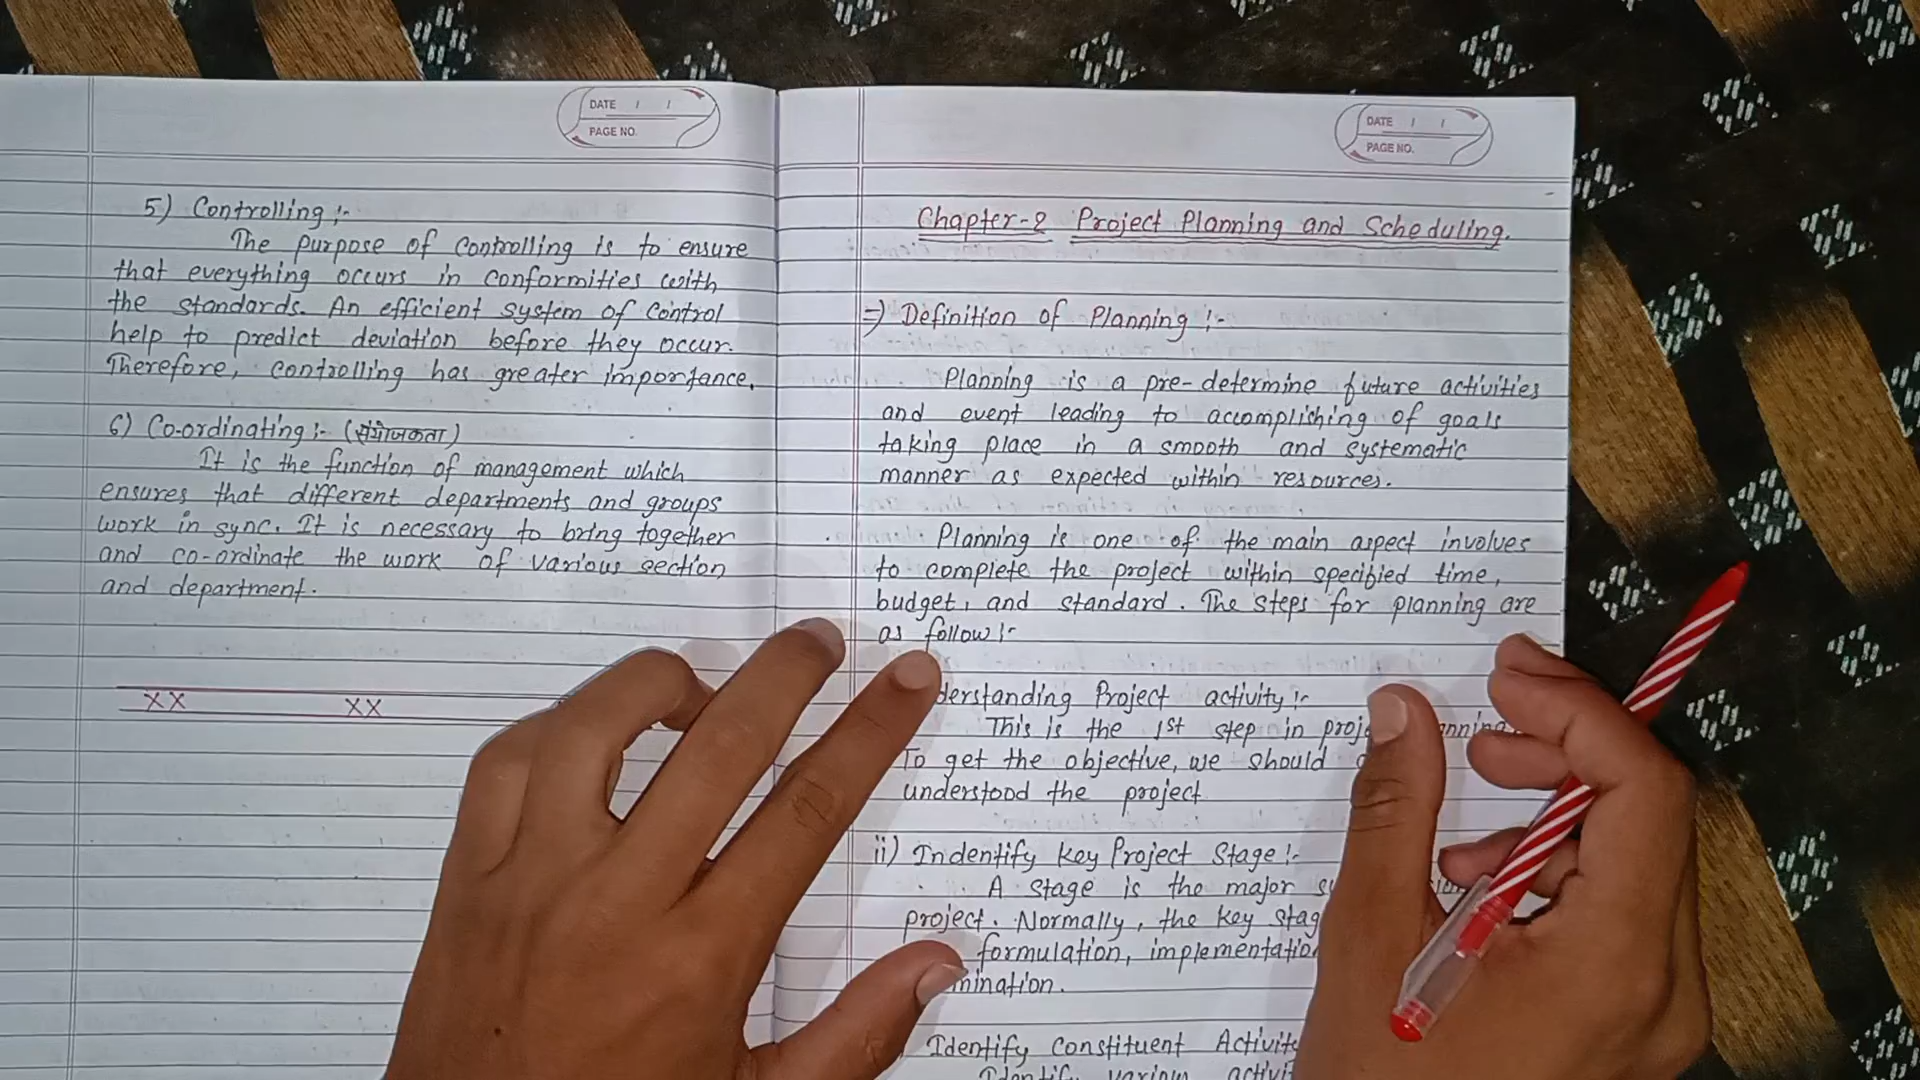 DATE / /
PAGE NO.
5) Controlling :-
The purpose of controlling is to ensure
that everything occurs in conformities with
the standards. An efficient system of control
help to predict deviation before they occur.
Therefore, controlling has greater importance.
6) Co-ordinating :- (संयोजकता)
It is the function of management which
ensures that different departments and groups
work in sync. It is necessary to bring together
and co-ordinate the work of various section
and department.
XX XX
DATE / /
PAGE NO.
Chapter-2 Project Planning and Scheduling.
=) Definition of Planning :-
Planning is a pre-determine future activities
and event leading to accomplishing of goals
taking place in a smooth and systematic
manner as expected within resources.
Planning is one of the main aspect involves
to complete the project within specified time,
budget, and standard. The steps for planning are
as follow :-
Project activity :-
This is the 1st step in
To get the objective, we should
understood the project
ii) Indentify Key Project Stage :-
A stage is the major
project. Normally, the key
formulation,
Identify Constituent
various